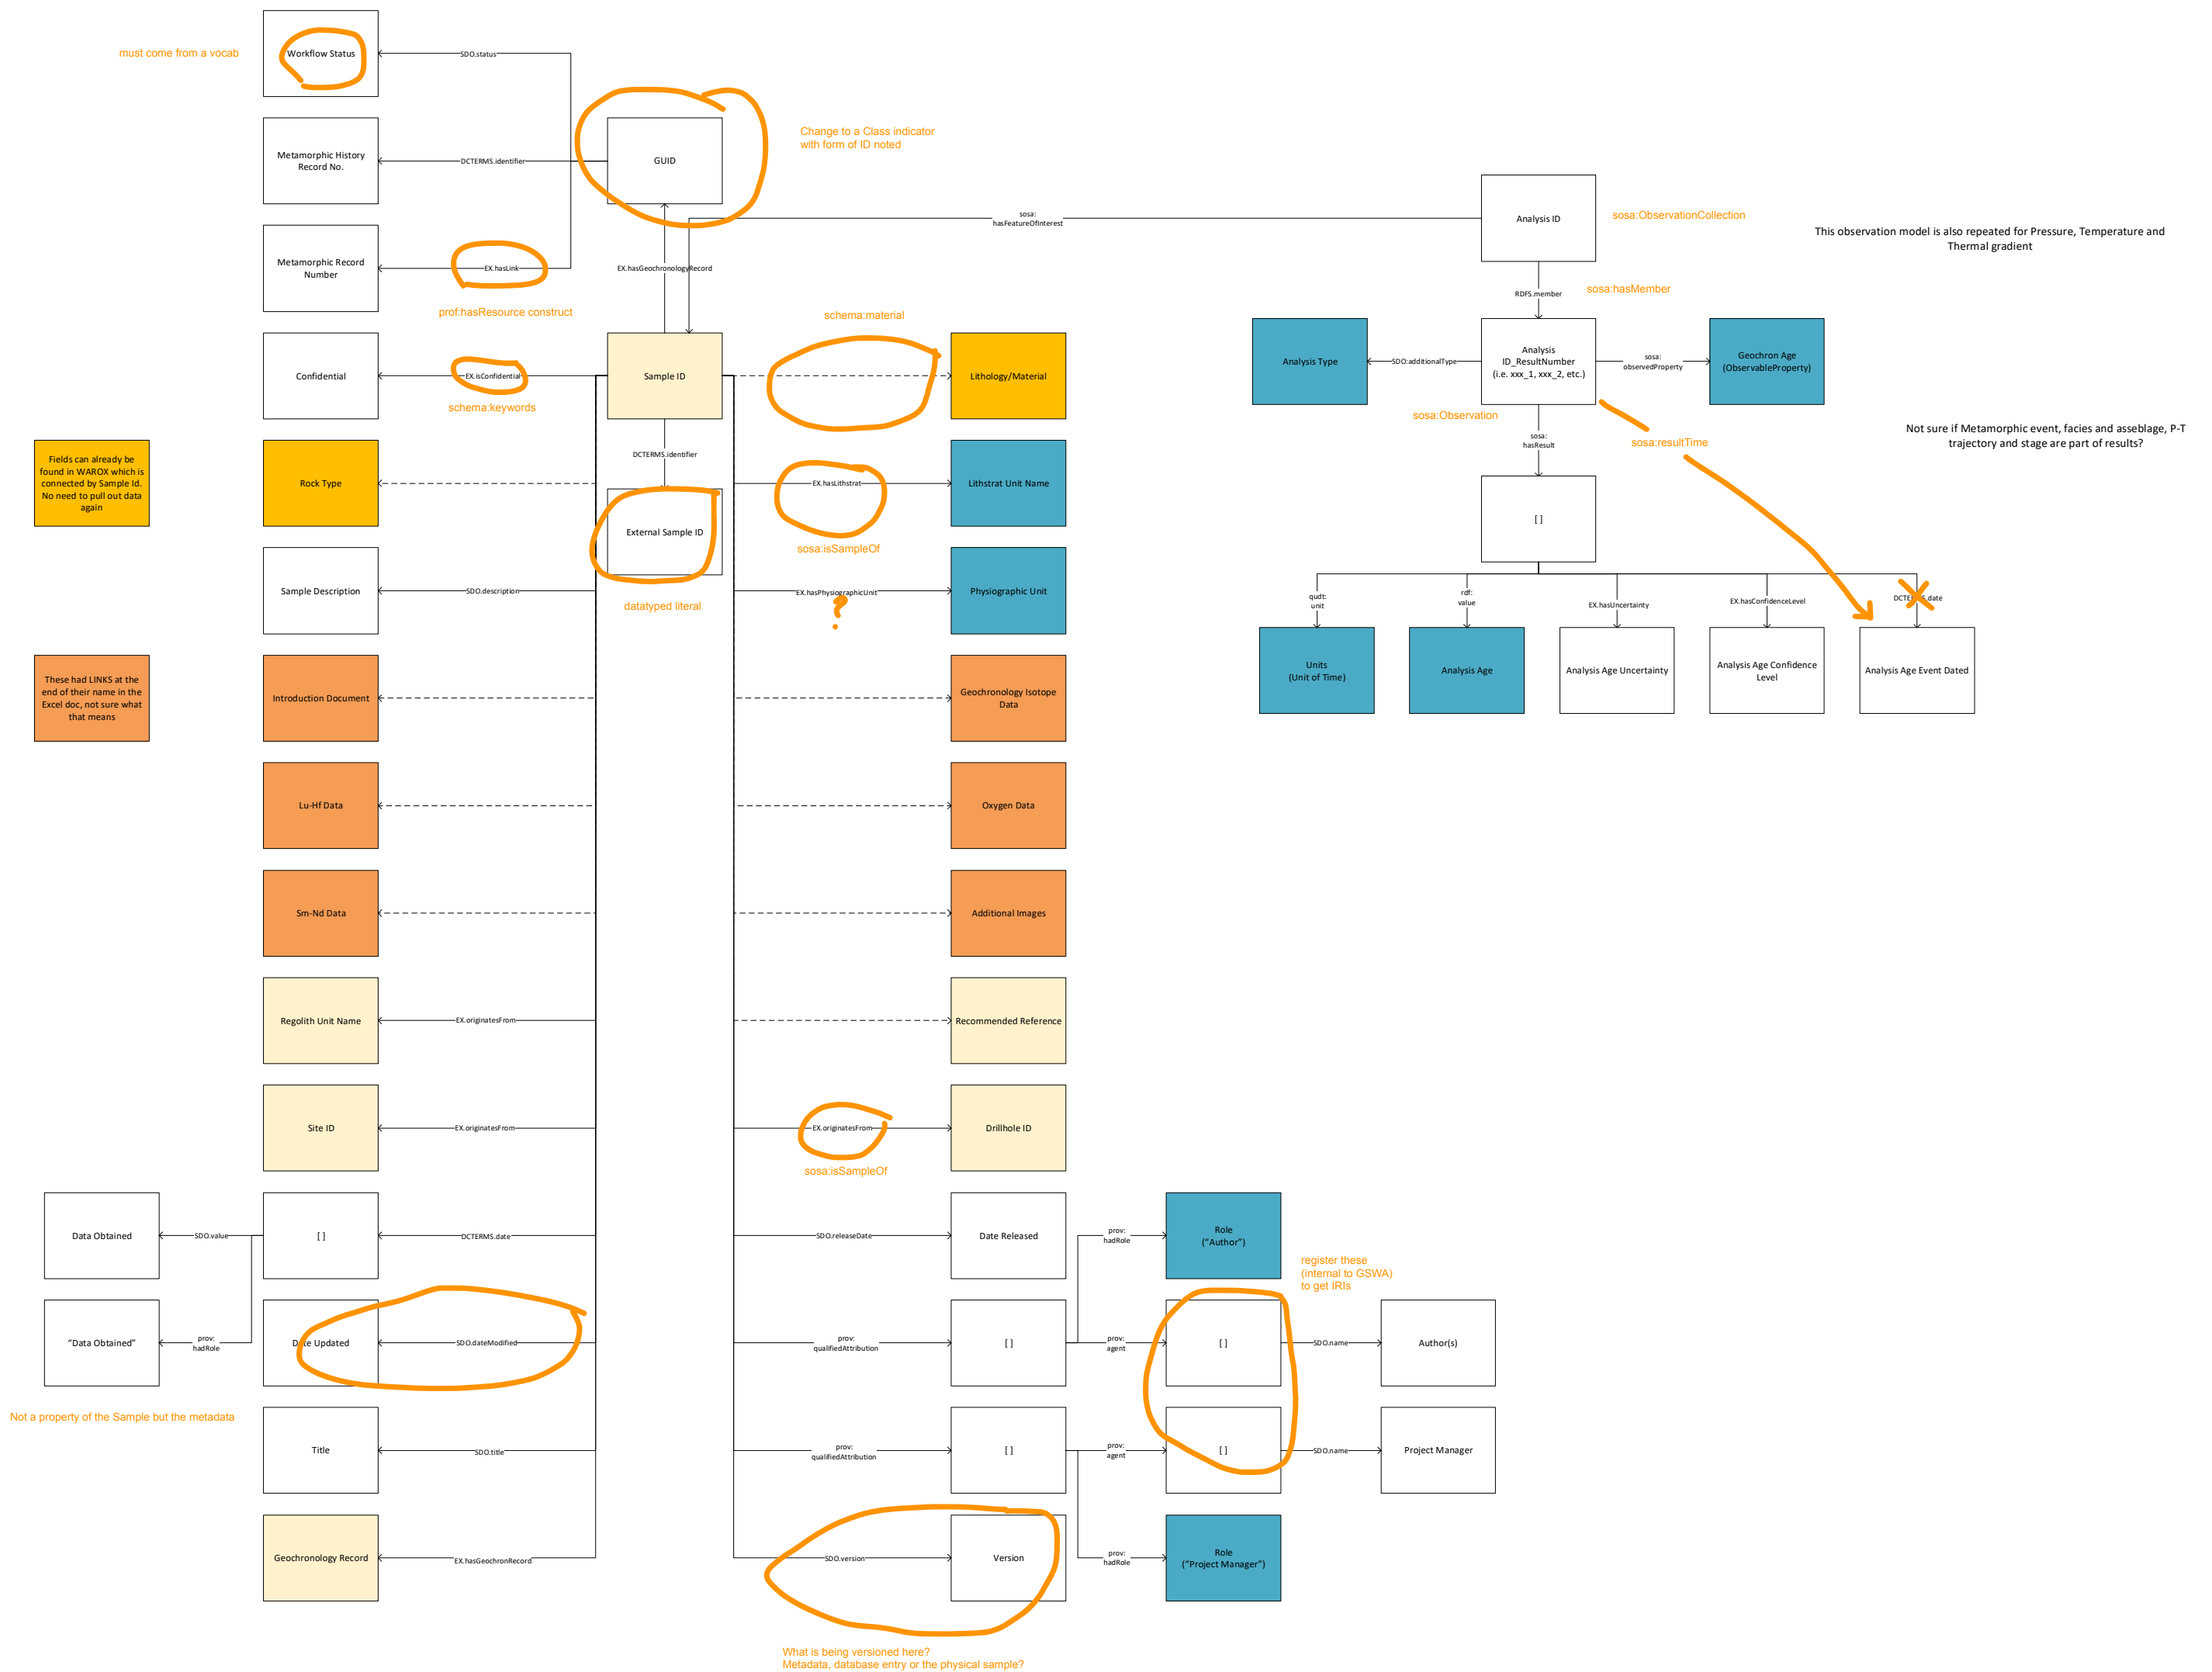 must come from a vocab
Workflow Status
SDO.status
Metamorphic History
Record No.
DCTERMS.identifier
GUID
Change to a Class indicator
with form of ID noted
Metamorphic Record
Number
EX.hasLink
prof:hasResource construct
EX.hasGeochronologyRecord
sosa:
hasFeatureOfInterest
Analysis ID
sosa:ObservationCollection
This observation model is also repeated for Pressure, Temperature and
Thermal gradient
RDFS.member
sosa:hasMember
Confidential
EX.isConfidential
schema:keywords
Sample ID
schema:material
Lithology/Material
Analysis Type
SDO:additionalType
Analysis
ID_ResultNumber
(i.e. xxx_1, xxx_2, etc.)
sosa:
observedProperty
Geochron Age
(ObservableProperty)
sosa:Observation
sosa:
hasResult
sosa:resultTime
Not sure if Metamorphic event, facies and asseblage, P-T
trajectory and stage are part of results?
Fields can already be
found in WAROX which is
connected by Sample Id.
No need to pull out data
again
Rock Type
DCTERMS.identifier
External Sample ID
datatyped literal
EX.hasLithstrat
sosa:isSampleOf
Lithstrat Unit Name
[ ]
Sample Description
SDO.description
EX.hasPhysiographicUnit
?
Physiographic Unit
qudt:
unit
rdf:
value
EX.hasUncertainty
EX.hasConfidenceLevel
DCTERMS.date
Units
(Unit of Time)
Analysis Age
Analysis Age Uncertainty
Analysis Age Confidence
Level
Analysis Age Event Dated
These had LINKS at the
end of their name in the
Excel doc, not sure what
that means
Introduction Document
Geochronology Isotope
Data
Lu-Hf Data
Oxygen Data
Sm-Nd Data
Additional Images
Regolith Unit Name
EX.originatesFrom
Recommended Reference
Site ID
EX.originatesFrom
EX.originatesFrom
sosa:isSampleOf
Drillhole ID
Data Obtained
SDO.value
[ ]
DCTERMS.date
SDO.releaseDate
Date Released
prov:
hadRole
Role
("Author")
register these
(internal to GSWA)
to get IRIs
"Data Obtained"
prov:
hadRole
Date Updated
SDO.dateModified
prov:
qualifiedAttribution
[ ]
prov:
agent
[ ]
SDO.name
Author(s)
Not a property of the Sample but the metadata
Title
SDO.title
prov:
qualifiedAttribution
[ ]
prov:
agent
[ ]
SDO.name
Project Manager
Geochronology Record
EX.hasGeochronRecord
SDO.version
Version
prov:
hadRole
Role
("Project Manager")
What is being versioned here?
Metadata, database entry or the physical sample?